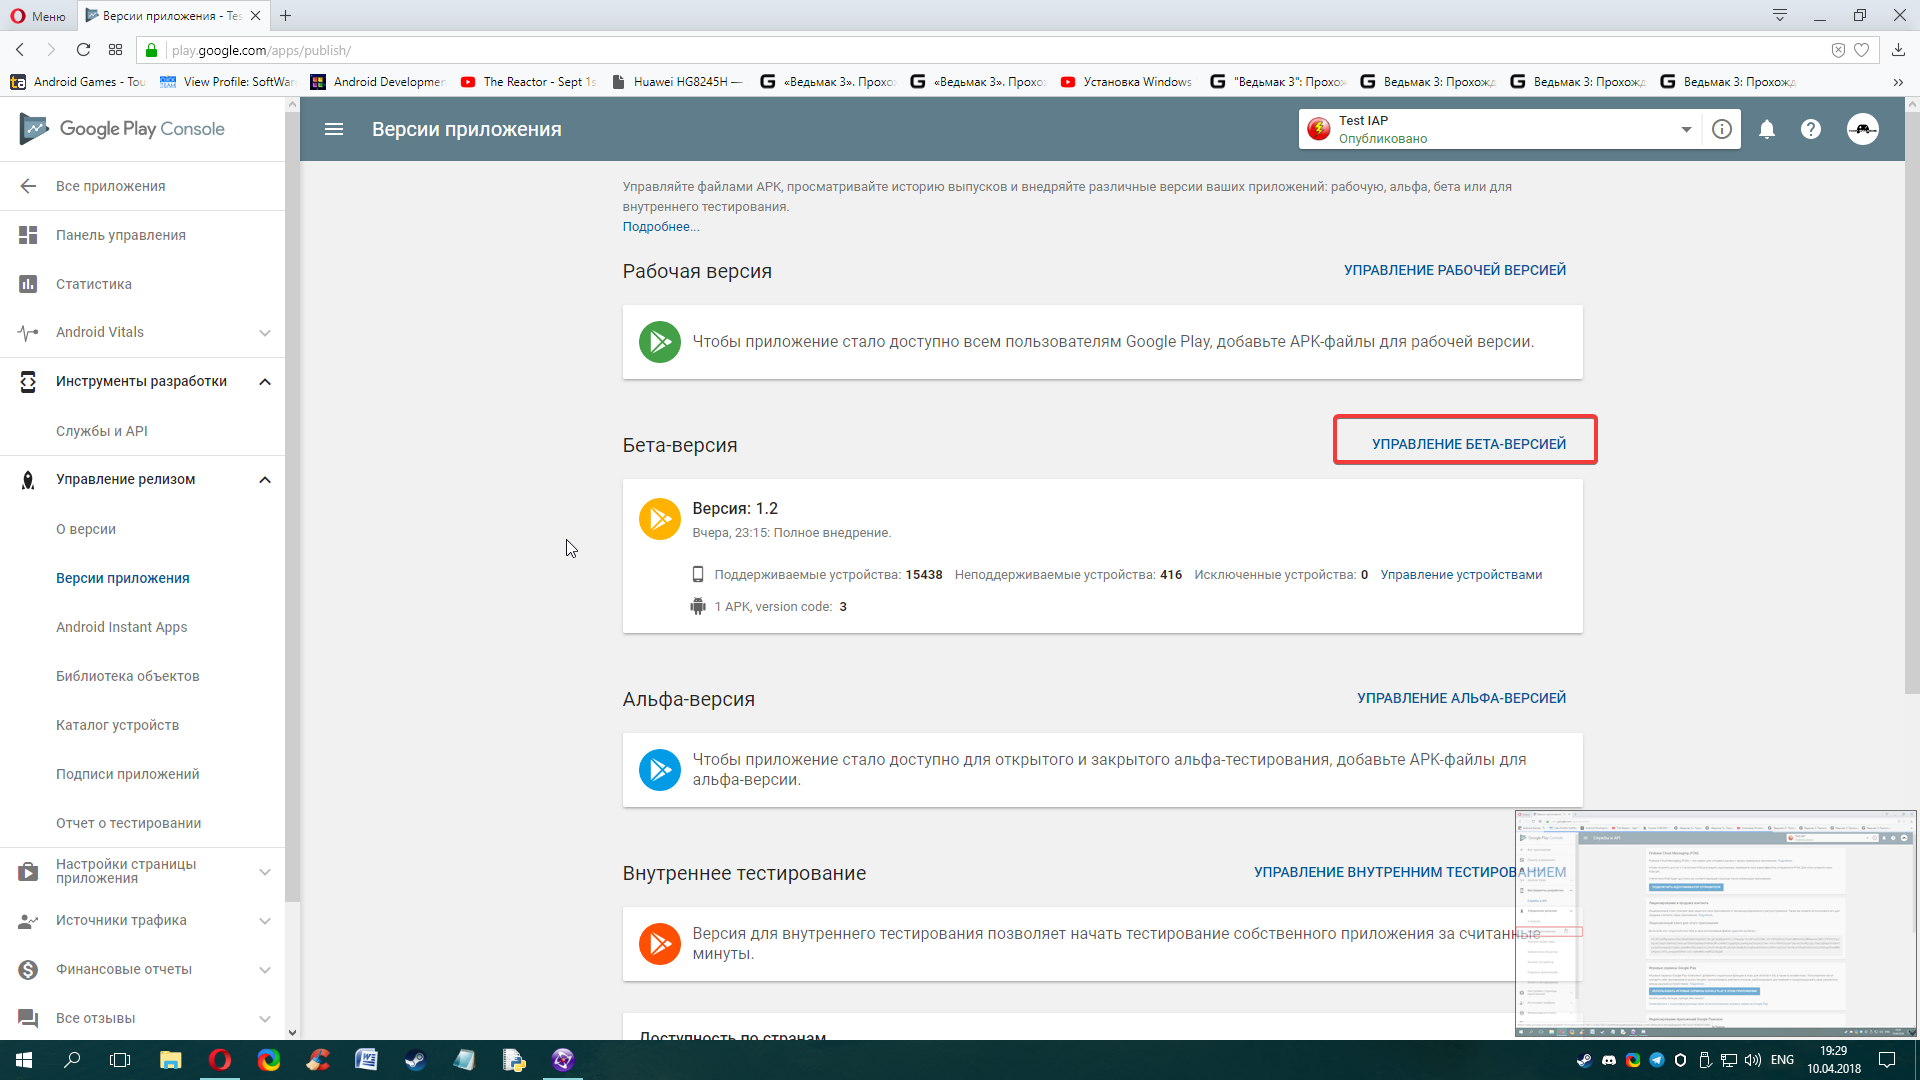 Меню
Версии приложения - Tes
play.google.com/apps/publish/
Android Games - Tou
View Profile: SoftWar
Android Developmen
The Reactor - Sept 1s
Huawei HG8245H —
«Ведьмак 3». Прохо
«Ведьмак 3». Прохо
Установка Windows
"Ведьмак 3": Прохо
Ведьмак 3: Прохожд
Ведьмак 3: Прохожд
Ведьмак 3: Прохожд
Google Play Console
Версии приложения
Test IAP
Опубликовано
Все приложения
Панель управления
Статистика
Android Vitals
Инструменты разработки
Службы и API
Управление релизом
О версии
Версии приложения
Android Instant Apps
Библиотека объектов
Каталог устройств
Подписи приложений
Отчет о тестировании
Настройки страницы
приложения
Источники трафика
Финансовые отчеты
Все отзывы
Управляйте файлами APK, просматривайте историю выпусков и внедряйте различные версии ваших приложений: рабочую, альфа, бета или для
внутреннего тестирования.
Подробнее...
Рабочая версия
УПРАВЛЕНИЕ РАБОЧЕЙ ВЕРСИЕЙ
Чтобы приложение стало доступно всем пользователям Google Play, добавьте APK-файлы для рабочей версии.
Бета-версия
УПРАВЛЕНИЕ БЕТА-ВЕРСИЕЙ
Версия: 1.2
Вчера, 23:15: Полное внедрение.
Поддерживаемые устройства: 15438 Неподдерживаемые устройства: 416 Исключенные устройства: 0 Управление устройствами
1 APK, version code: 3
Альфа-версия
УПРАВЛЕНИЕ АЛЬФА-ВЕРСИЕЙ
Чтобы приложение стало доступно для открытого и закрытого альфа-тестирования, добавьте APK-файлы для
альфа-версии.
Внутреннее тестирование
УПРАВЛЕНИЕ ВНУТРЕННИМ ТЕСТИРОВАНИЕМ
Версия для внутреннего тестирования позволяет начать тестирование собственного приложения за считанные
минуты.
Доступность по странам
ENG
19:29
10.04.2018